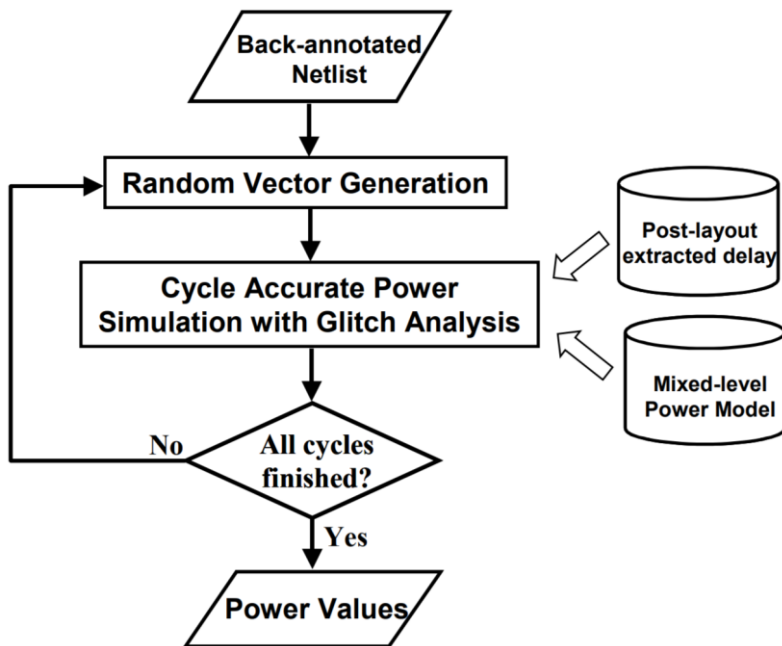 Back-annotated
Netlist
Random Vector Generation
Cycle Accurate Power
Simulation with Glitch Analysis
Post-layout
extracted delay
Mixed-level
Power Model
No
All cycles
finished?
Yes
Power Values